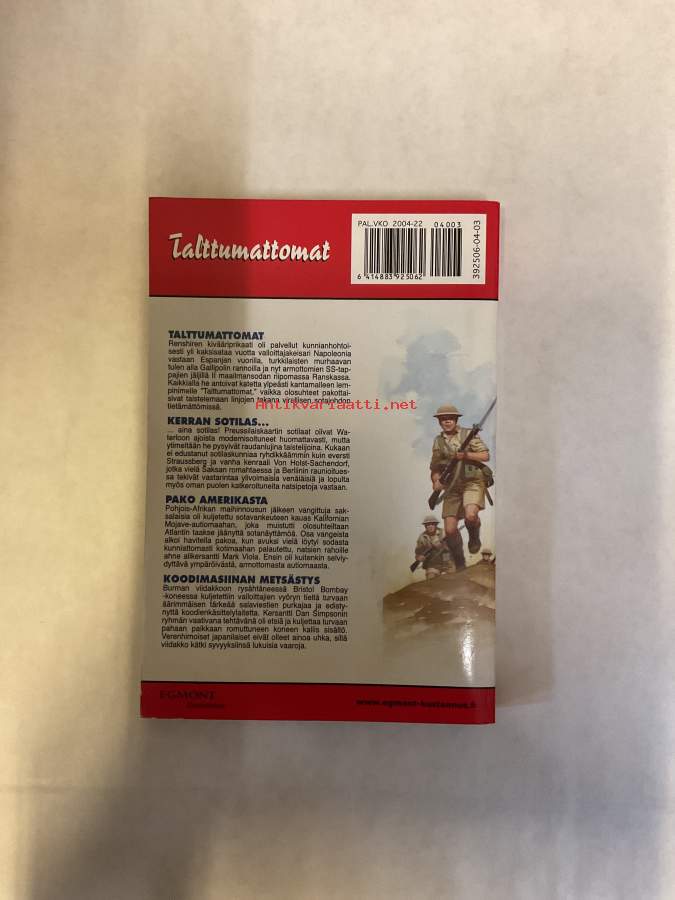 PAL.VKO 2004-22 04003
6 414883 925062
392506-04-03
Talttumattomat
TALTTUMATTOMAT
Renshiren kivääriprikaati oli palvellut kunnianhohtoi-
sesti yli kaksisataa vuotta valloittajakeisari Napoleonia
vastaan Espanjan vuorilla, turkkilaisten murhaavan
tulen alla Gallipolin rannoilla ja nyt armottomien SS-tap-
pajien jäljillä II maailmansodan riipomassa Ranskassa.
Kaikkialla he antoivat katetta ylpeästi kantamalleen lem-
pinimelle "Talttumattomat," vaikka olosuhteet pakottai-
sivat taistelemaan linjojen takana virallisen sotajohdon
tietämättömissä.
Antikvariaatti.net
KERRAN SOTILAS...
... aina sotilas! Preussilaiskaartin sotilaat olivat Wa-
terloon ajoista modernisoituneet huomattavasti, mutta
ytimeltään he pysyivät raudanlujina taistelijoina. Kukaan
ei edustanut sotilaskunniaa ryhdikkäämmin kuin eversti
Straussberg ja vanha kenraali Von Holst-Sachendorf,
jotka vielä Saksan romahtaessa ja Berliinin raunioitues-
sa tekivät vastarintaa ylivoimaisia venäläisiä ja lopulta
myös oman puolen katkeroituneita natsipetoja vastaan.
PAKO AMERIKASTA
Pohjois-Afrikan maihinnousun jälkeen vangittuja sak-
salaisia oli kuljetettu sotavankeuteen kauas Kalifornian
Mojave-autiomaahan, joka muistutti olosuhteiltaan
Atlantin taakse jäänyttä sotanäyttämöä. Osa vangeista
alkoi havitella pakoa, kun avuksi vielä löytyi sodasta
kunniattomasti kotimaahan palautettu, natsien rahoille
ahne alikersantti Mark Viola. Ensin oli kuitenkin selviy-
dyttävä ympäröivästä, armottomasta autiomaasta.
KOODIMASIINAN METSÄSTYS
Burman viidakkoon rysähtäneessä Bristol Bombay
-koneessa kuljetettiin valloittajien vyöryn tieltä turvaan
äärimmäisen tärkeää salaviestien purkajaa ja edisty-
nyttä koodienkäsittelylaitetta. Kersantti Dan Simpsonin
ryhmän vaativana tehtävänä oli etsiä ja kuljettaa turvaan
pahaan paikkaan romuttuneen koneen kallis sisältö.
Verenhimoiset japanilaiset eivät olleet ainoa uhka, sillä
viidakko kätki syvyyksiinsä lukuisia vaaroja.
EGMONT
www.egmont-kustannus.fi